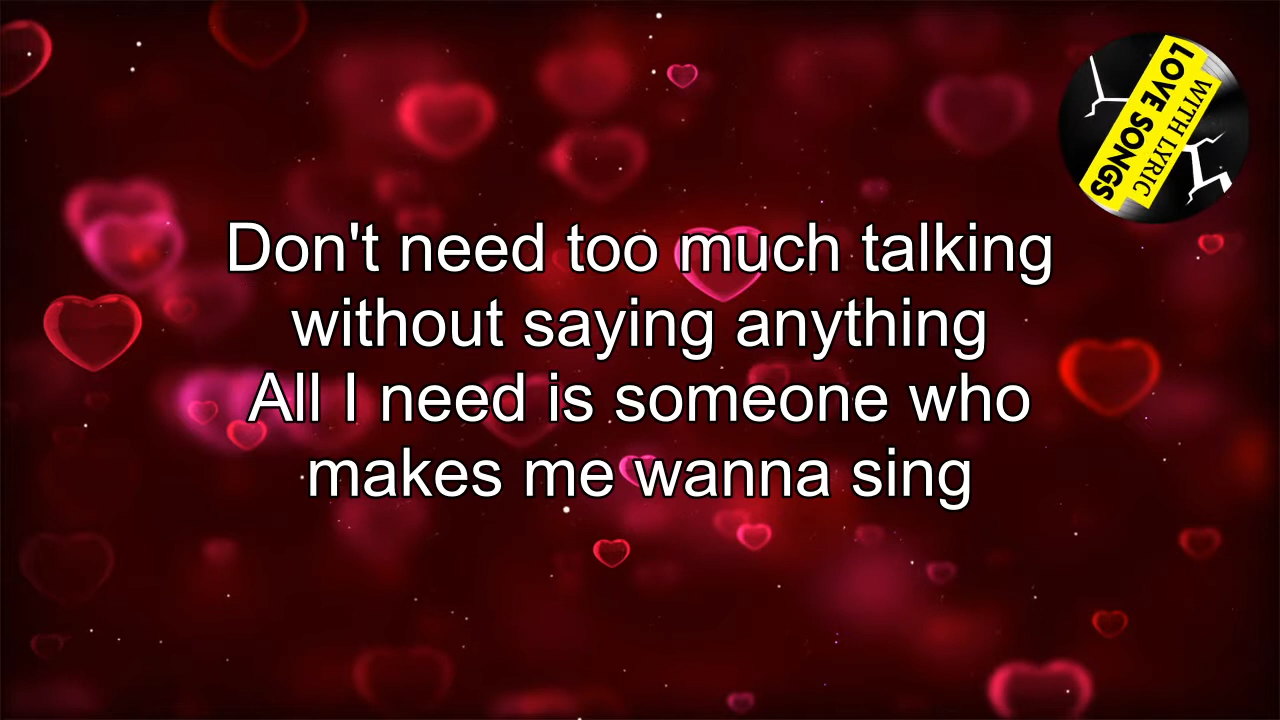 Don't need too much talking
without saying anything
All I need is someone who
makes me wanna sing
LOVE SONGS
WITH LYRIC